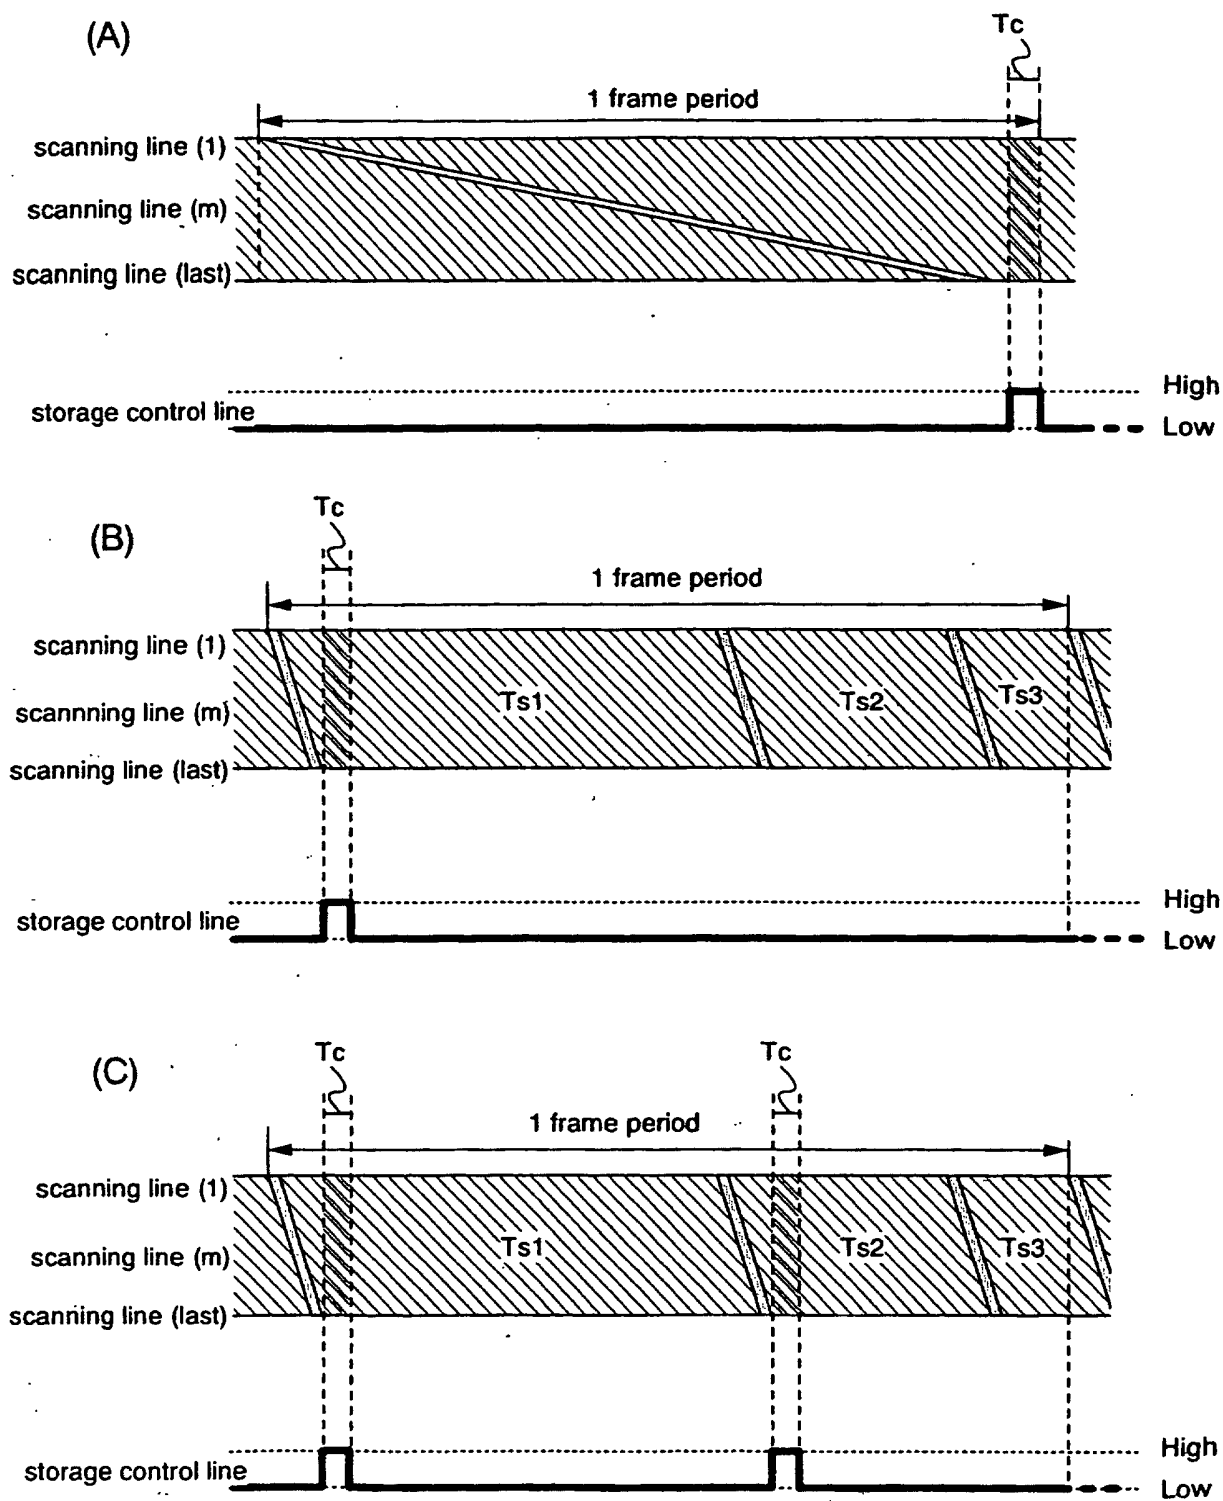 (A)
Tc
1 frame period
scanning line (1)
scanning line (m)
scanning line (last)
High
storage control line
Low
Tc
(B)
1 frame period
scanning line (1)
scannning line (m)
Ts1
Ts2
Ts3
scanning line (last)
High
storage control line
Low
(C)
Tc
Tc
1 frame period
scanning line (1)
scanning line (m)
Ts1
Ts2
Ts3
scanning line (last)
High
storage control line
Low